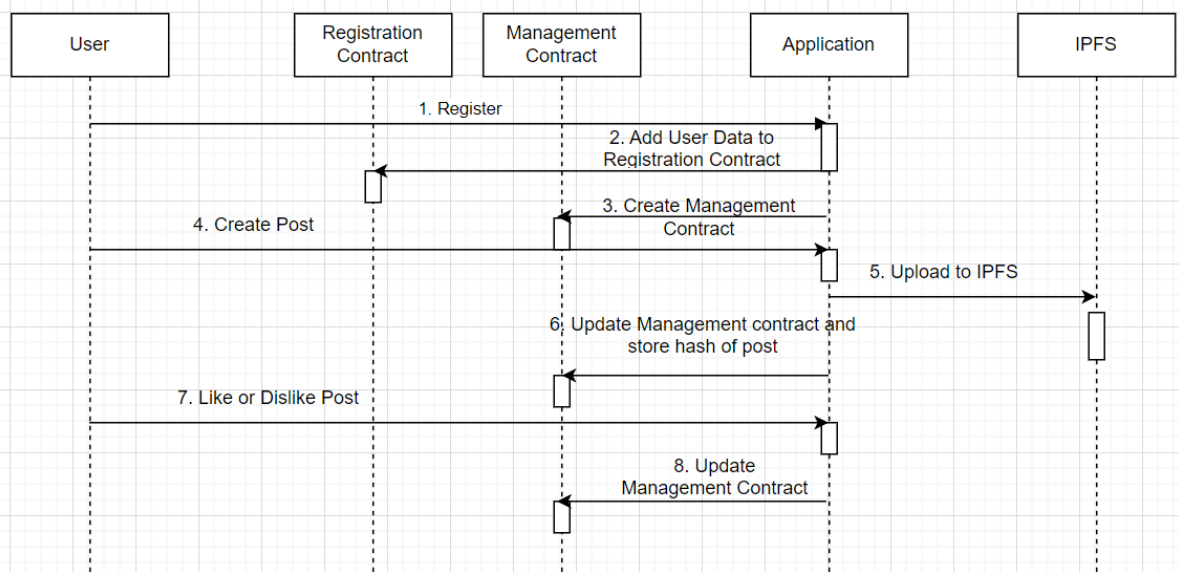 User
Registration
Contract
Management
Contract
Application
IPFS
1. Register
2. Add User Data to
Registration Contract
3. Create Management
Contract
4. Create Post
5. Upload to IPFS
6. Update Management contract and
store hash of post
7. Like or Dislike Post
8. Update
Management Contract